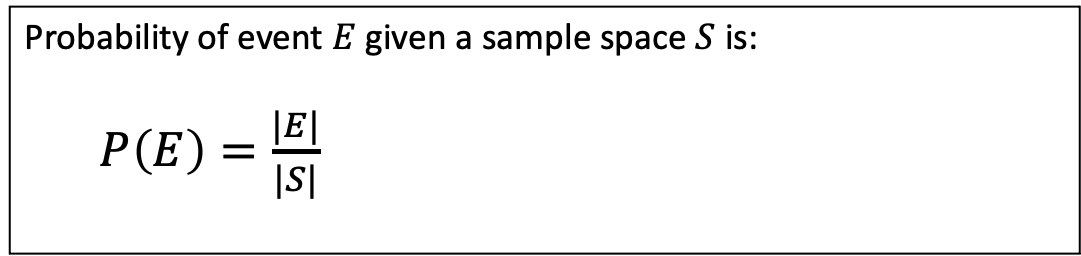 Probability of event E given a sample space S is:
P(E) = |E|/|S|